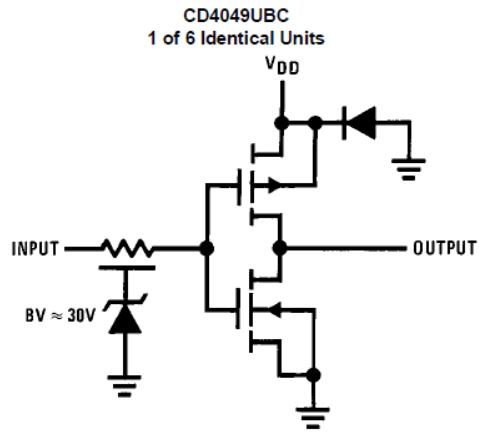 CD4049UBC
1 of 6 Identical Units
VDD
INPUT
OUTPUT
BV ≈ 30V